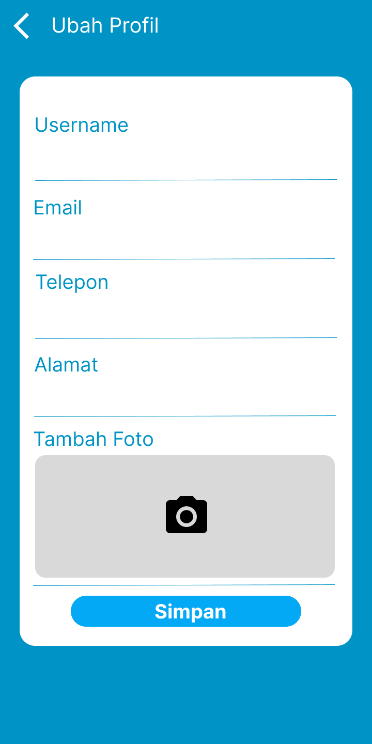 Ubah Profil
Username
Email
Telepon
Alamat
Tambah Foto
Simpan